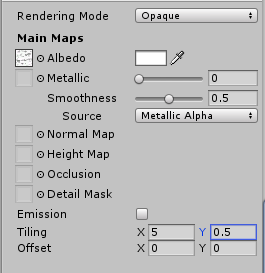 Rendering Mode Opaque
Main Maps
Albedo
Metallic 0
Smoothness 0.5
Source Metallic Alpha
Normal Map
Height Map
Occlusion
Detail Mask
Emission
Tiling X 5 Y 0.5
Offset X 0 Y 0